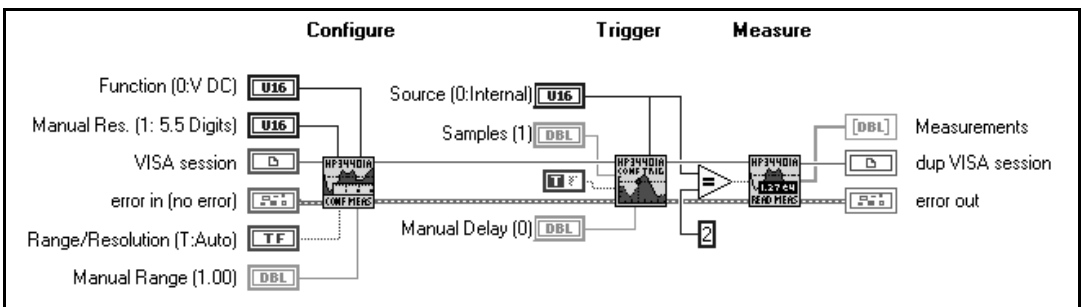 Configure Trigger Measure
Function (0:V DC) U16
Source (0:Internal) U16
Manual Res. (1: 5.5 Digits) U16
[DBL] Measurements
Samples (1) DBL
VISA session
HP34401A
HP34401A
CONF TRIG
HP34401A
dup VISA session
T F
=
1.27e4
error in (no error)
CONF MEAS
READ MEAS
error out
Range/Resolution (T:Auto) TF
Manual Delay (0) DBL
2
Manual Range (1.00) DBL